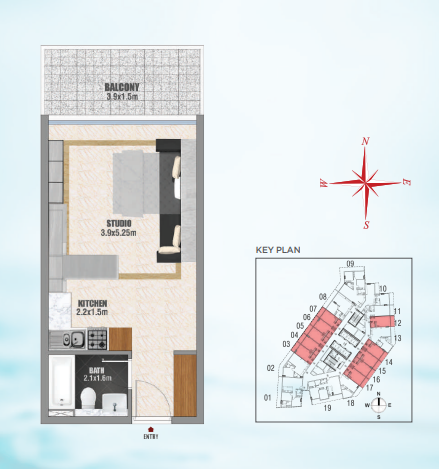 BALCONY
3.9x1.5m
STUDIO
3.9x5.25m
KITCHEN
2.2x1.5m
BATH
2.1x1.6m
ENTRY
N
W
E
S
KEY PLAN
09
10
08
07
06
05
04
03
02
01
11
12
13
14
15
16
17
18
19
N
W E
S